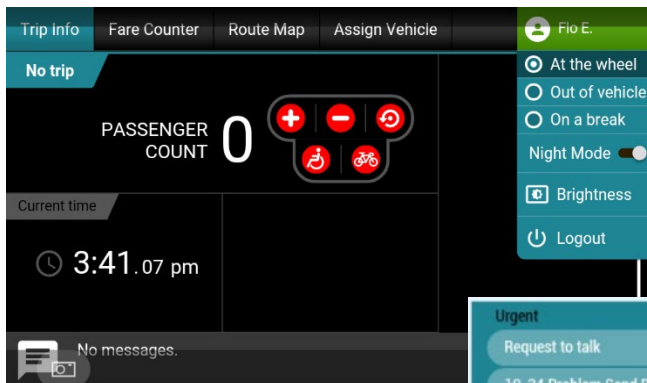 Trip Info Fare Counter Route Map Assign Vehicle Flo E.
No trip
At the wheel
Out of vehicle
On a break
PASSENGER
COUNT 0
Night Mode
Brightness
Logout
Current time
3:41.07 pm
No messages.
Urgent
Request to talk